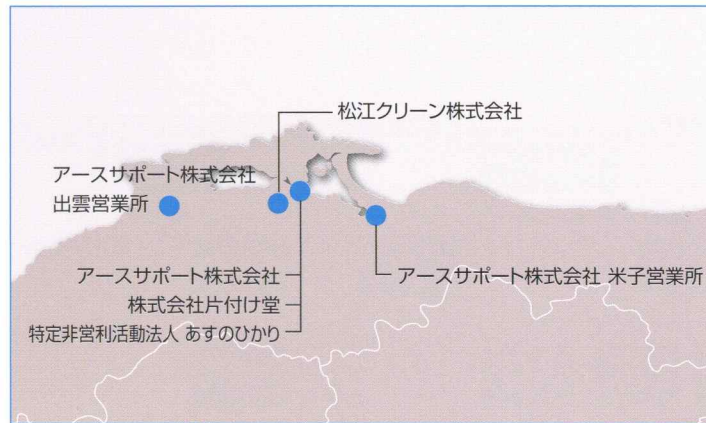 松江クリーン株式会社
アースサポート株式会社
出雲営業所
アースサポート株式会社
株式会社片付け堂
特定非営利活動法人 あすのひかり
アースサポート株式会社 米子営業所